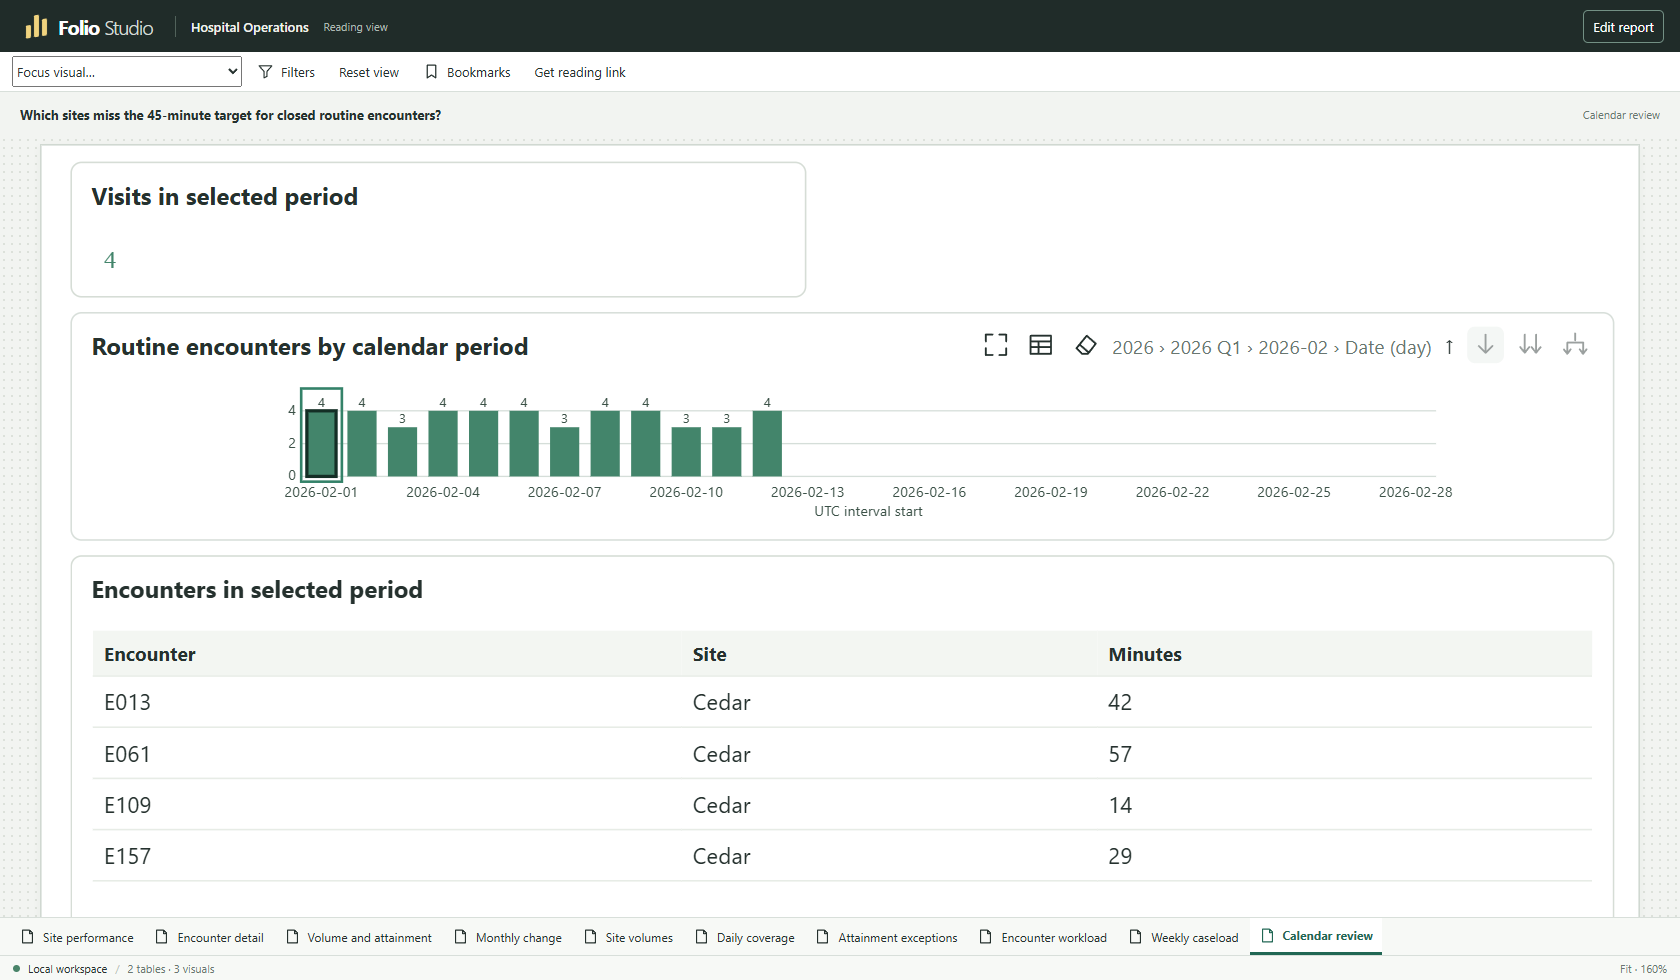 Folio Studio Hospital Operations Reading view Edit report
Focus visual... Filters Reset view Bookmarks Get reading link
Which sites miss the 45-minute target for closed routine encounters? Calendar review
Visits in selected period
4
Routine encounters by calendar period 2026 › 2026 Q1 › 2026-02 › Date (day) ↑
4 4 3 4 4 4 3 4 4 3 3 4
4
2
0
2026-02-01 2026-02-04 2026-02-07 2026-02-10 2026-02-13 2026-02-16 2026-02-19 2026-02-22 2026-02-25 2026-02-28
UTC interval start
Encounters in selected period
Encounter Site Minutes
E013 Cedar 42
E061 Cedar 57
E109 Cedar 14
E157 Cedar 29
Site performance Encounter detail Volume and attainment Monthly change Site volumes Daily coverage Attainment exceptions Encounter workload Weekly caseload Calendar review
Local workspace / 2 tables · 3 visuals Fit · 160%